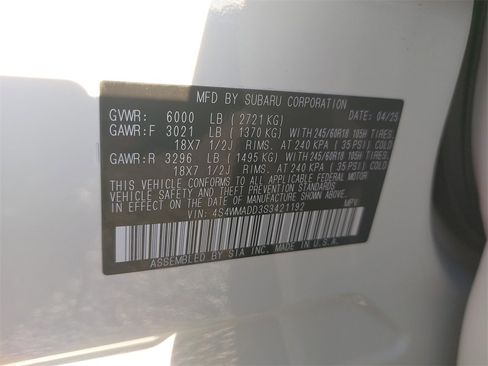 MFD BY SUBARU CORPORATION
GVWR: 6000 LB ( 2721 KG) DATE: 04/25
GAWR:F 3021 LB ( 1370 KG) WITH 245/60R18 105H TIRES,
18X7 1/2J RIMS. AT 240 KPA ( 35 PSI) COLD
GAWR:R 3296 LB ( 1495 KG) WITH 245/60R18 105H TIRES,
18X7 1/2J RIMS. AT 240 KPA ( 35 PSI) COLD
THIS VEHICLE CONFORMS TO ALL APPLICABLE FEDERAL MOTOR
VEHICLE SAFETY STANDARDS IN EFFECT ON THE
DATE OF MANUFACTURE SHOWN ABOVE.
VIN: 4S4WMADD3S3421192 MPV
ASSEMBLED BY SIA INC. MADE IN U.S.A.